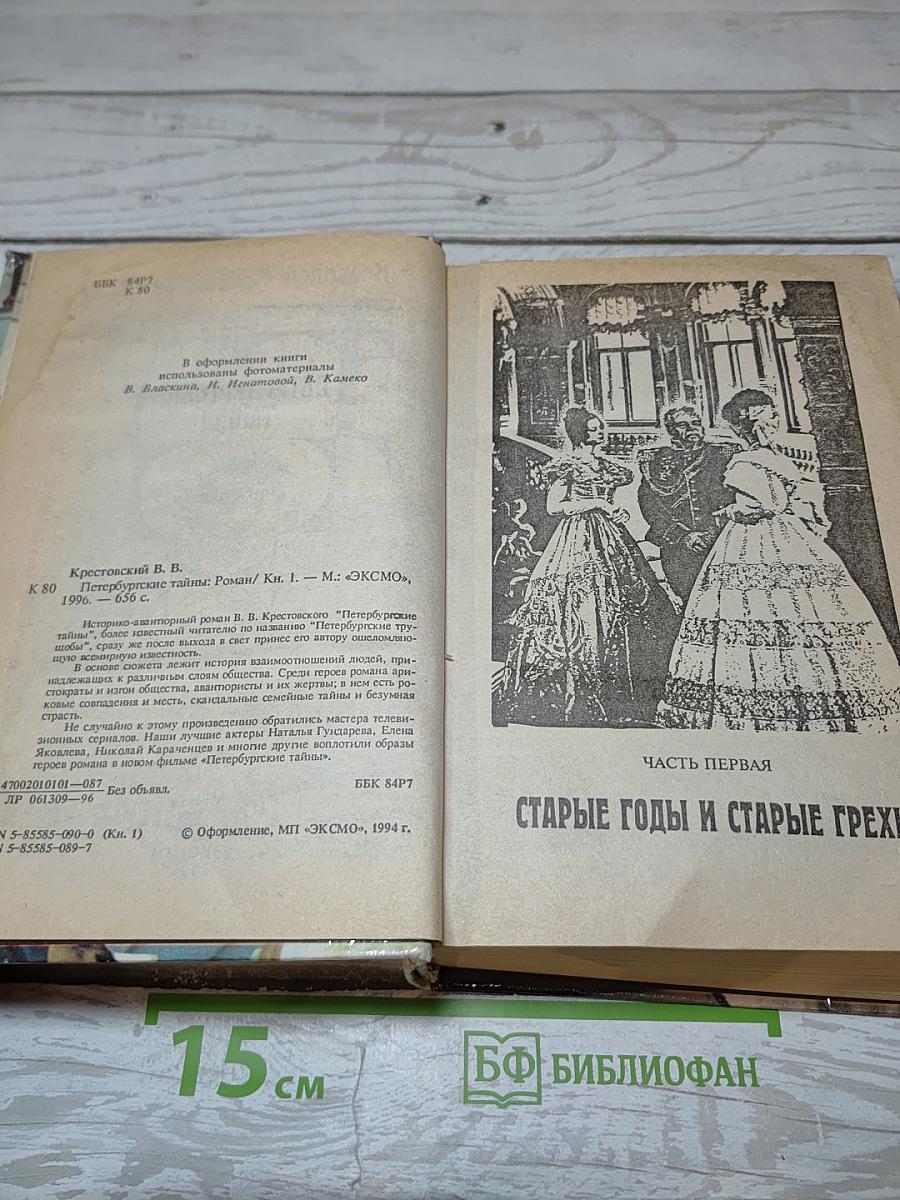 ББК 84Р7
К 80
В оформлении книги
использованы фотоматериалы
В. Власкина, И. Игнатовой, В. Камеко
Крестовский В. В.
К 80 Петербургские тайны: Роман/ Кн. 1. — М.: «ЭКСМО»,
1996. — 656 с.
Историко-авантюрный роман В. В. Крестовского "Петербургские
тайны", более известный читателю по названию "Петербургские тру-
щобы", сразу же после выхода в свет принес его автору ошеломляю-
щую всемирную известность.
В основе сюжета лежит история взаимоотношений людей, при-
надлежащих к различным слоям общества. Среди героев романа ари-
стократы и изгои общества, авантюристы и их жертвы; в нем есть ро-
ковые совпадения и месть, скандальные семейные тайны и безумная
страсть.
Не случайно к этому произведению обратились мастера телеви-
зионных сериалов. Наши лучшие актеры Наталья Гундарева, Елена
Яковлева, Николай Караченцев и многие другие воплотили образы
героев романа в новом фильме «Петербургские тайны».
47002010101—087
ЛР 061309—96
Без объявл.
ББК 84Р7
N 5-85585-090-0 (Кн. 1)
5-85585-089-7
© Оформление, МП «ЭКСМО», 1994 г.
ЧАСТЬ ПЕРВАЯ
СТАРЫЕ ГОДЫ И СТАРЫЕ ГРЕХИ
15 см
БФ БИБЛИОФАН